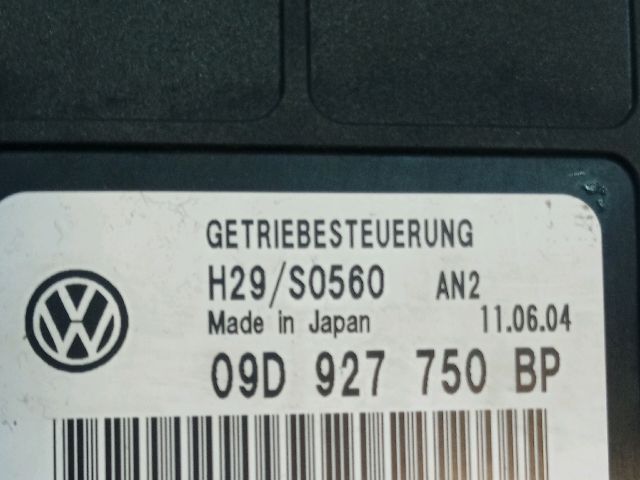 GETRIEBESTEUERUNG
H29/S0560 AN2
Made in Japan 11.06.04
09D 927 750 BP